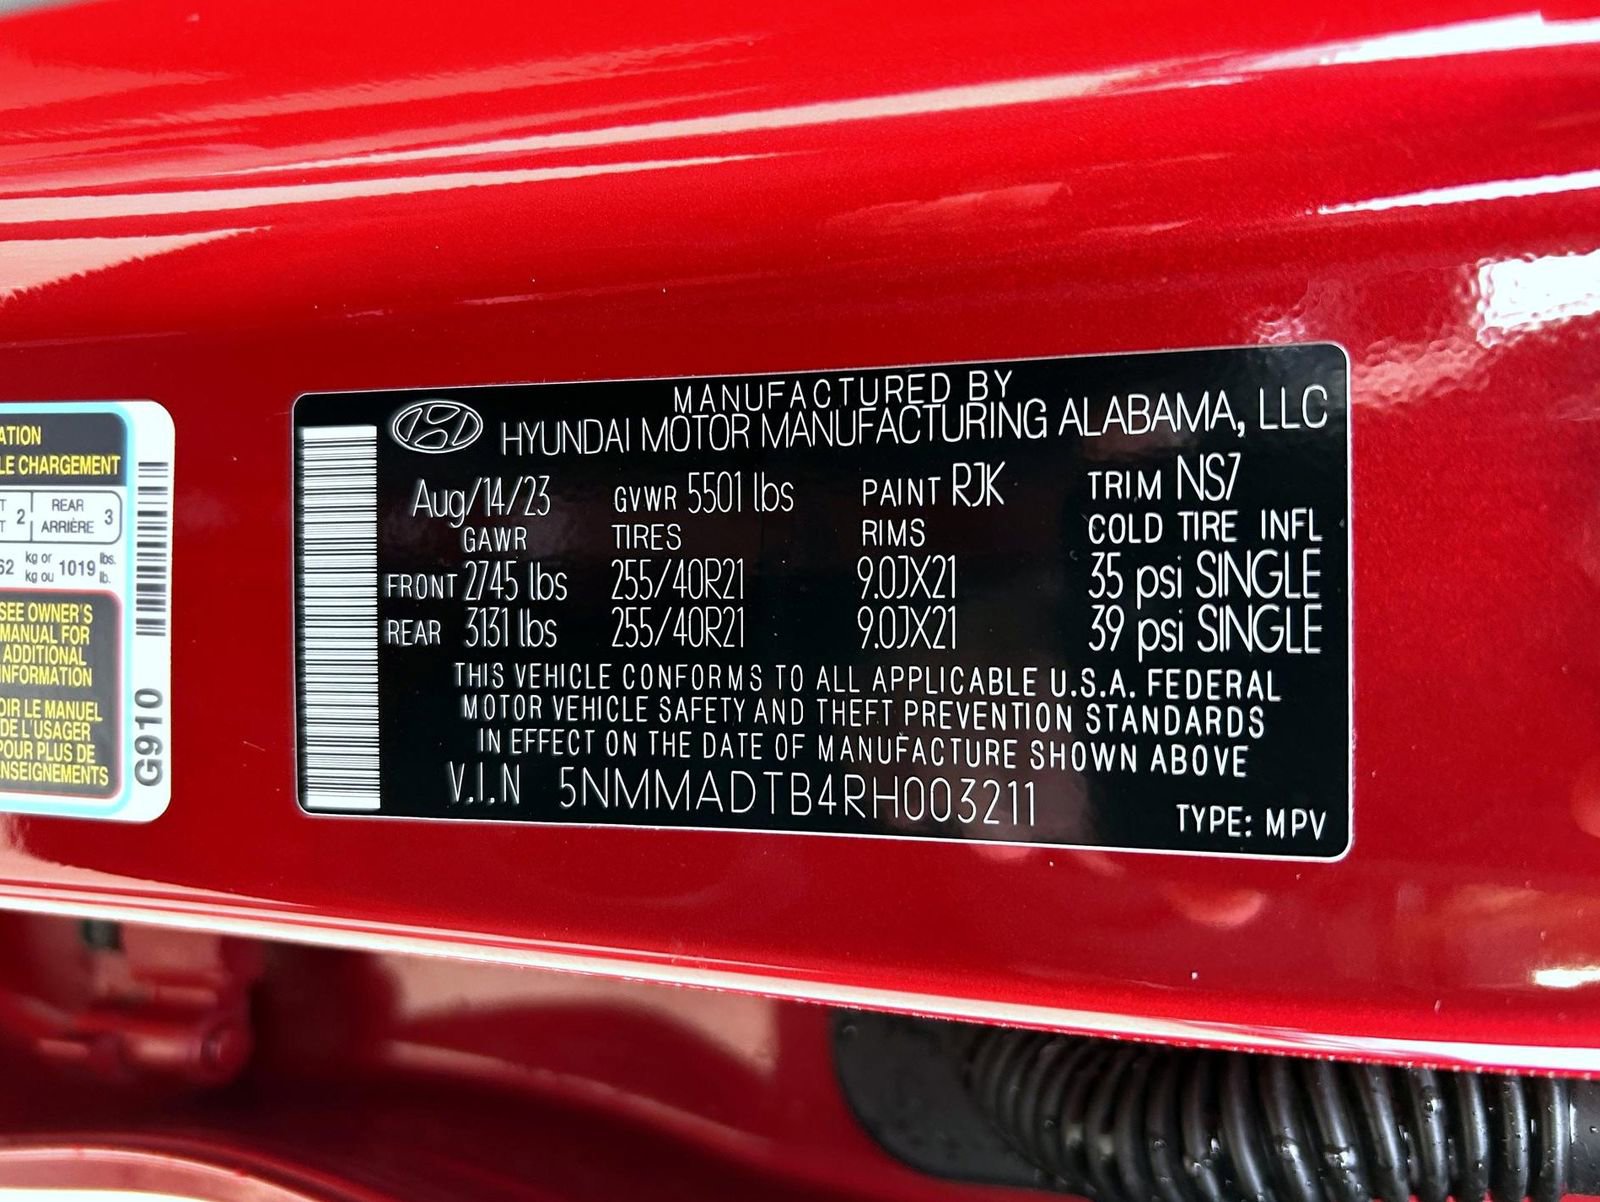 ATION
LE CHARGEMENT
2 REAR 3
ARRIÈRE
62 kg or 1019 lbs.
kg ou lb.
SEE OWNER'S
MANUAL FOR
ADDITIONAL
INFORMATION
OIR LE MANUEL
DE L'USAGER
POUR PLUS DE
ENSEIGNEMENTS
G910
MANUFACTURED BY
HYUNDAI MOTOR MANUFACTURING ALABAMA, LLC
Aug/14/23 GVWR 5501 lbs PAINT RJK TRIM NS7
GAWR TIRES RIMS COLD TIRE INFL
FRONT 2745 lbs 255/40R21 9.0JX21 35 psi SINGLE
REAR 3131 lbs 255/40R21 9.0JX21 39 psi SINGLE
THIS VEHICLE CONFORMS TO ALL APPLICABLE U.S.A. FEDERAL
MOTOR VEHICLE SAFETY AND THEFT PREVENTION STANDARDS
IN EFFECT ON THE DATE OF MANUFACTURE SHOWN ABOVE
V.I.N 5NMMADTB4RH003211
TYPE: MPV